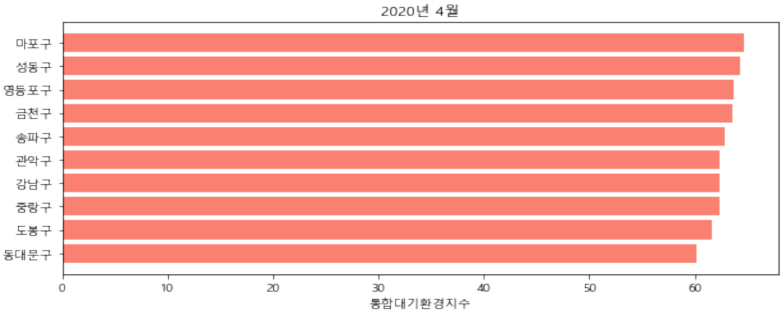 2020년 4월
마포구
성동구
영등포구
금천구
송파구
관악구
강남구
중랑구
도봉구
동대문구
0 10 20 30 40 50 60
통합대기환경지수